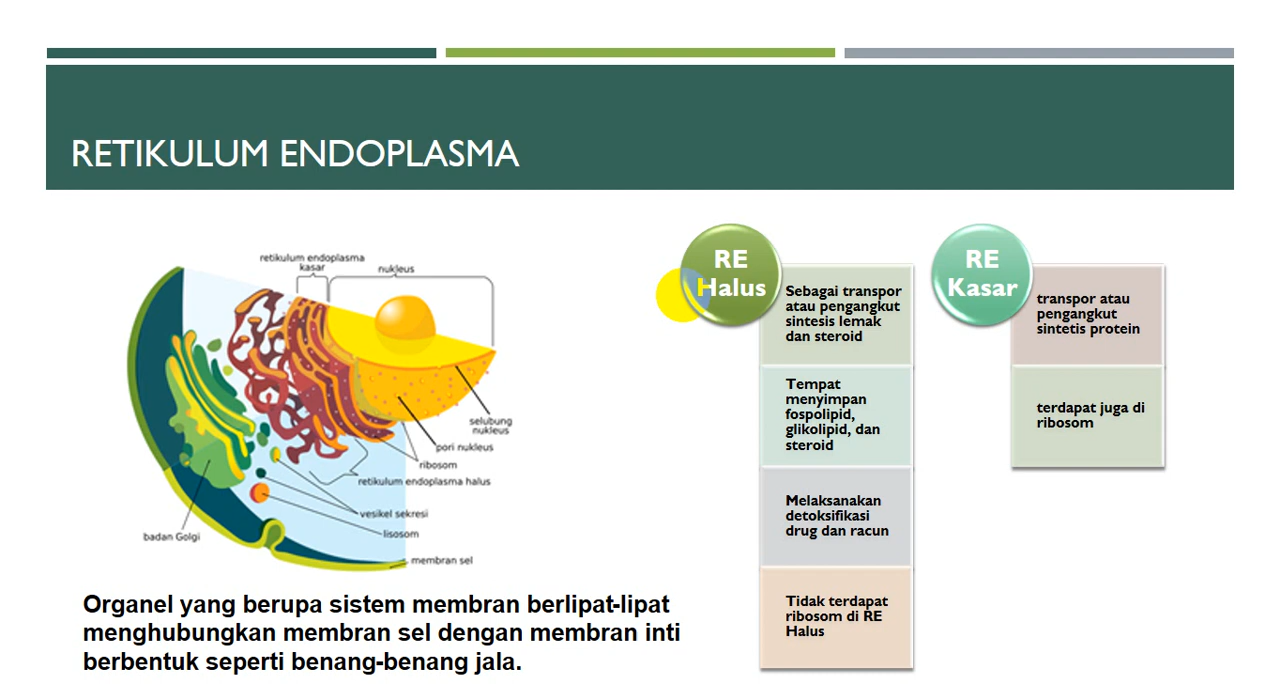 RETIKULUM ENDOPLASMA
retikulum endoplasma
kasar
nukleus
selubung
nukleus
pori nukleus
ribosom
retikulum endoplasma halus
vesikel sekresi
lisosom
badan Golgi
membran sel
Organel yang berupa sistem membran berlipat-lipat
menghubungkan membran sel dengan membran inti
berbentuk seperti benang-benang jala.
RE
Halus
Sebagai transpor
atau pengangkut
sintesis lemak
dan steroid
Tempat
menyimpan
fospolipid,
glikolipid, dan
steroid
Melaksanakan
detoksifikasi
drug dan racun
Tidak terdapat
ribosom di RE
Halus
RE
Kasar
transpor atau
pengangkut
sintetis protein
terdapat juga di
ribosom